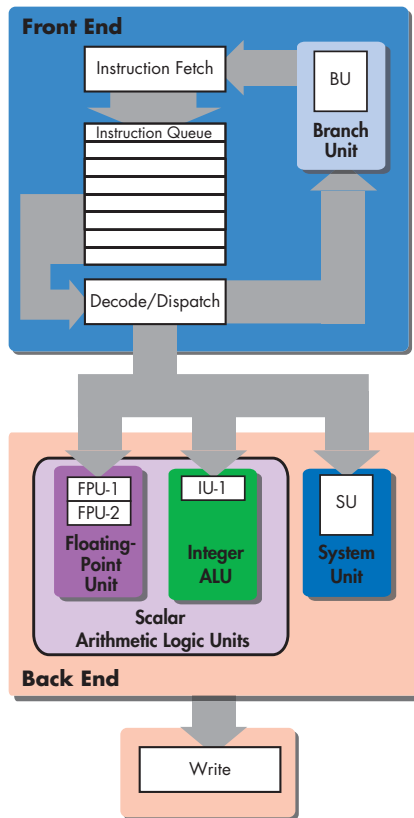 Front End
Instruction Fetch
BU
Branch
Unit
Instruction Queue
Decode/Dispatch
FPU-1
FPU-2
Floating-
Point
Unit
IU-1
Integer
ALU
SU
System
Unit
Scalar
Arithmetic Logic Units
Back End
Write